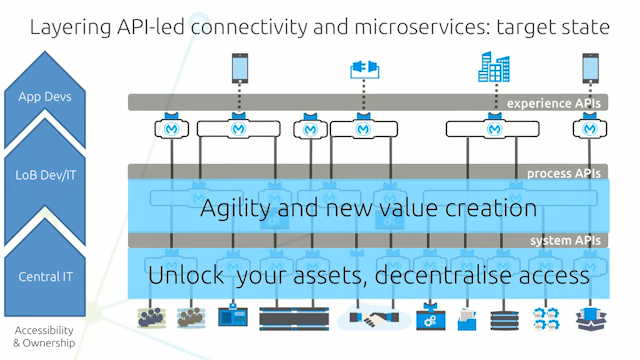 Layering API-led connectivity and microservices: target state
App Devs
experience APIs
LoB Dev/IT
process APIs
Agility and new value creation
system APIs
Central IT
Unlock your assets, decentralise access
Accessibility
& Ownership